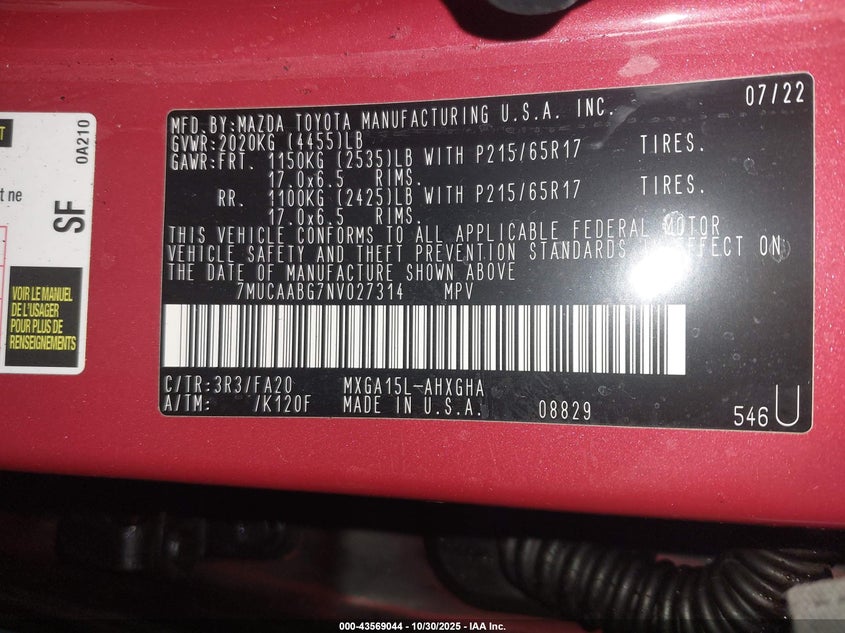 T
t ne
SF
0A210
VOIR LE MANUEL
DE L'USAGER
POUR PLUS DE
RENSEIGNEMENTS
07/22
MFD.BY:MAZDA TOYOTA MANUFACTURING U.S.A. INC.
GVWR:2020KG (4455)LB
GAWR:FRT. 1150KG (2535)LB WITH P215/65R17 TIRES.
17.0x6.5 RIMS.
RR. 1100KG (2425)LB WITH P215/65R17 TIRES.
17.0x6.5 RIMS.
THIS VEHICLE CONFORMS TO ALL APPLICABLE FEDERAL MOTOR
VEHICLE SAFETY AND THEFT PREVENTION STANDARDS IN EFFECT ON
THE DATE OF MANUFACTURE SHOWN ABOVE
7MUCAABG7NV027314 MPV
C/TR:3R3/FA20 MXGA15L-AHXGHA
A/TM: /K120F MADE IN U.S.A. 08829
546 U
000-43569044 - 10/30/2025 - IAA Inc.